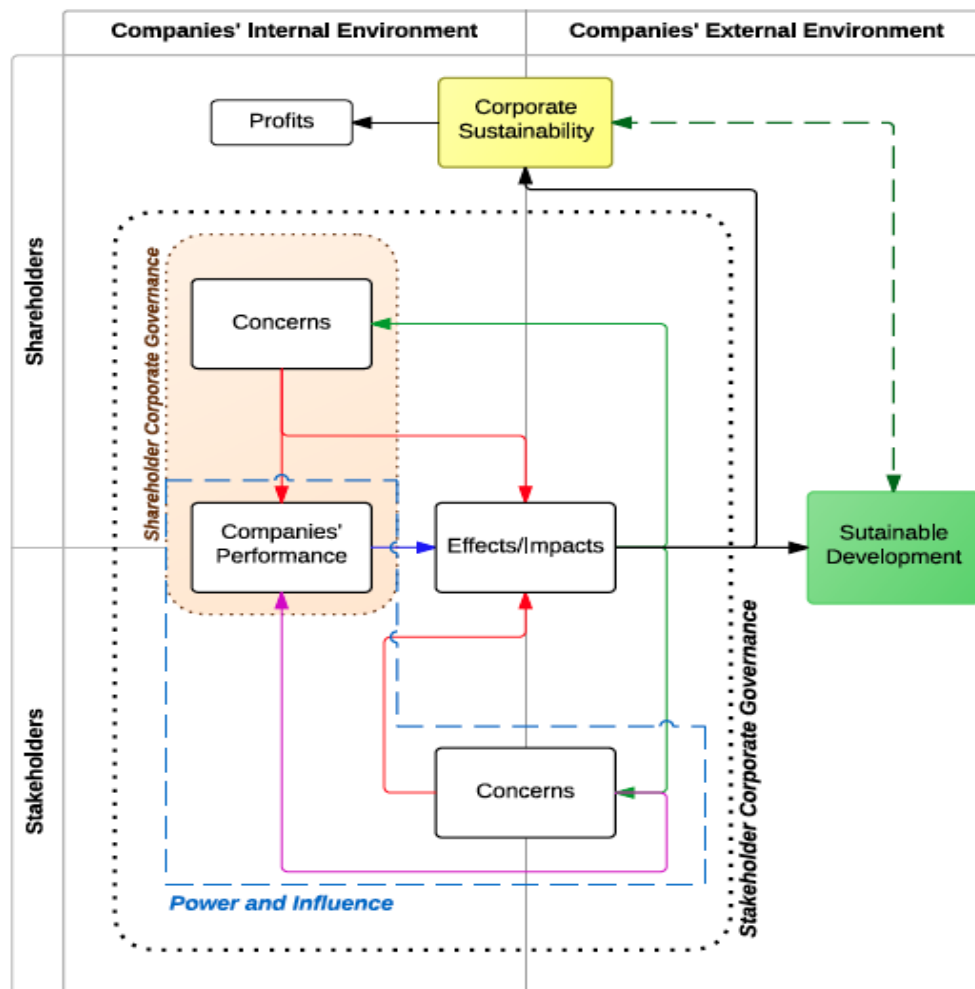 Companies' Internal Environment
Companies' External Environment
Profits
Corporate
Sustainability
Shareholders
Shareholder Corporate Governance
Concerns
Companies'
Performance
Effects/Impacts
Sutainable
Development
Stakeholders
Concerns
Stakeholder Corporate Governance
Power and Influence